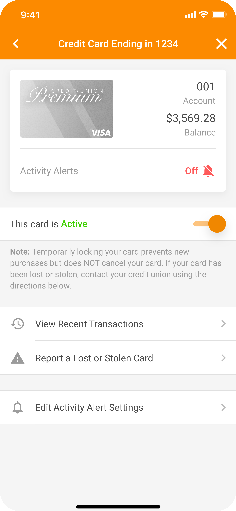 9:41
Credit Card Ending in 1234
CREDIT UNION
Premium
VISA
001
Account
$3,569.28
Balance
Activity Alerts
Off
This card is Active
Note: Temporarily locking your card prevents new
purchases but does NOT cancel your card. If your card has
been lost or stolen, contact your credit union using the
directions below.
View Recent Transactions
Report a Lost or Stolen Card
Edit Activity Alert Settings